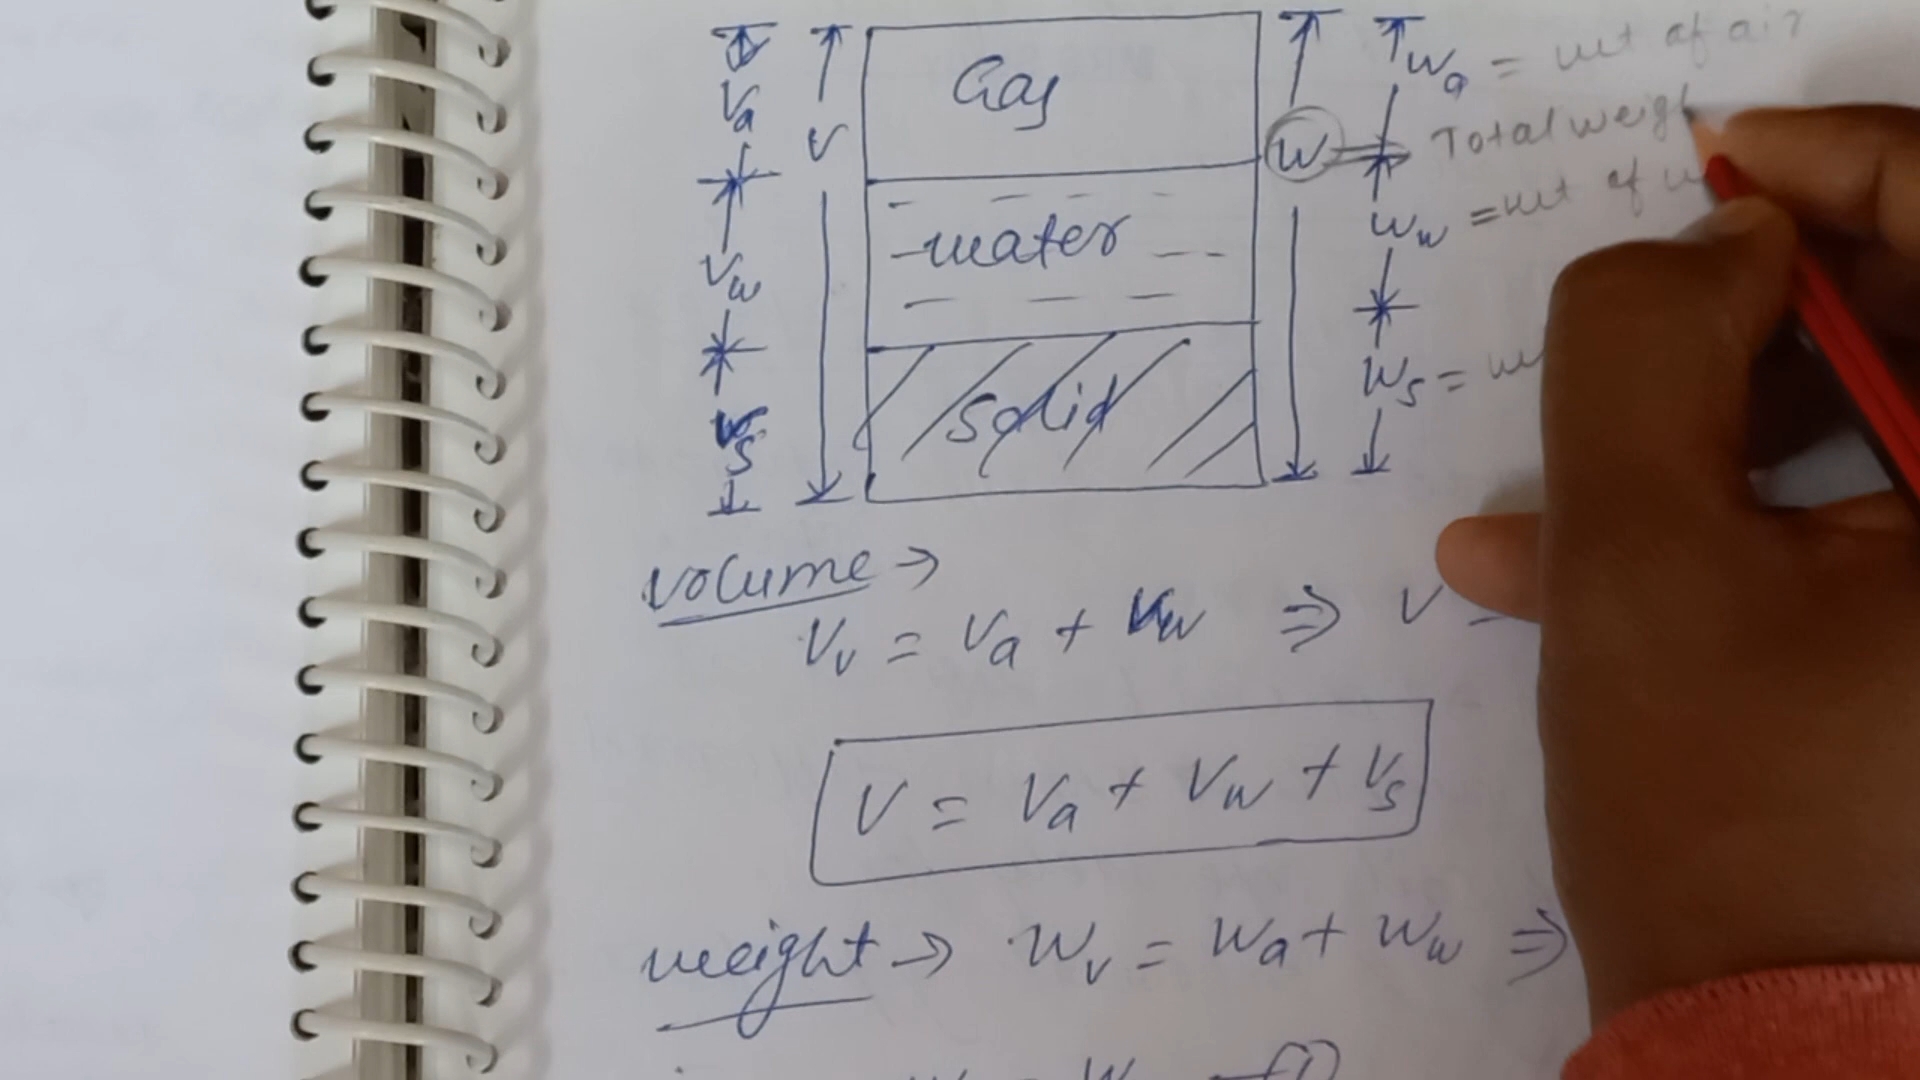 Va
V
Gas
W
Wa = wt of air
Total weigh
Vw
water
Ww = wt of w
Vs
solid
Ws = w
volume →
Vv = Va + Vw ⇒ V =
V = Va + Vw + Vs
weight → Wv = Wa + Ww ⇒